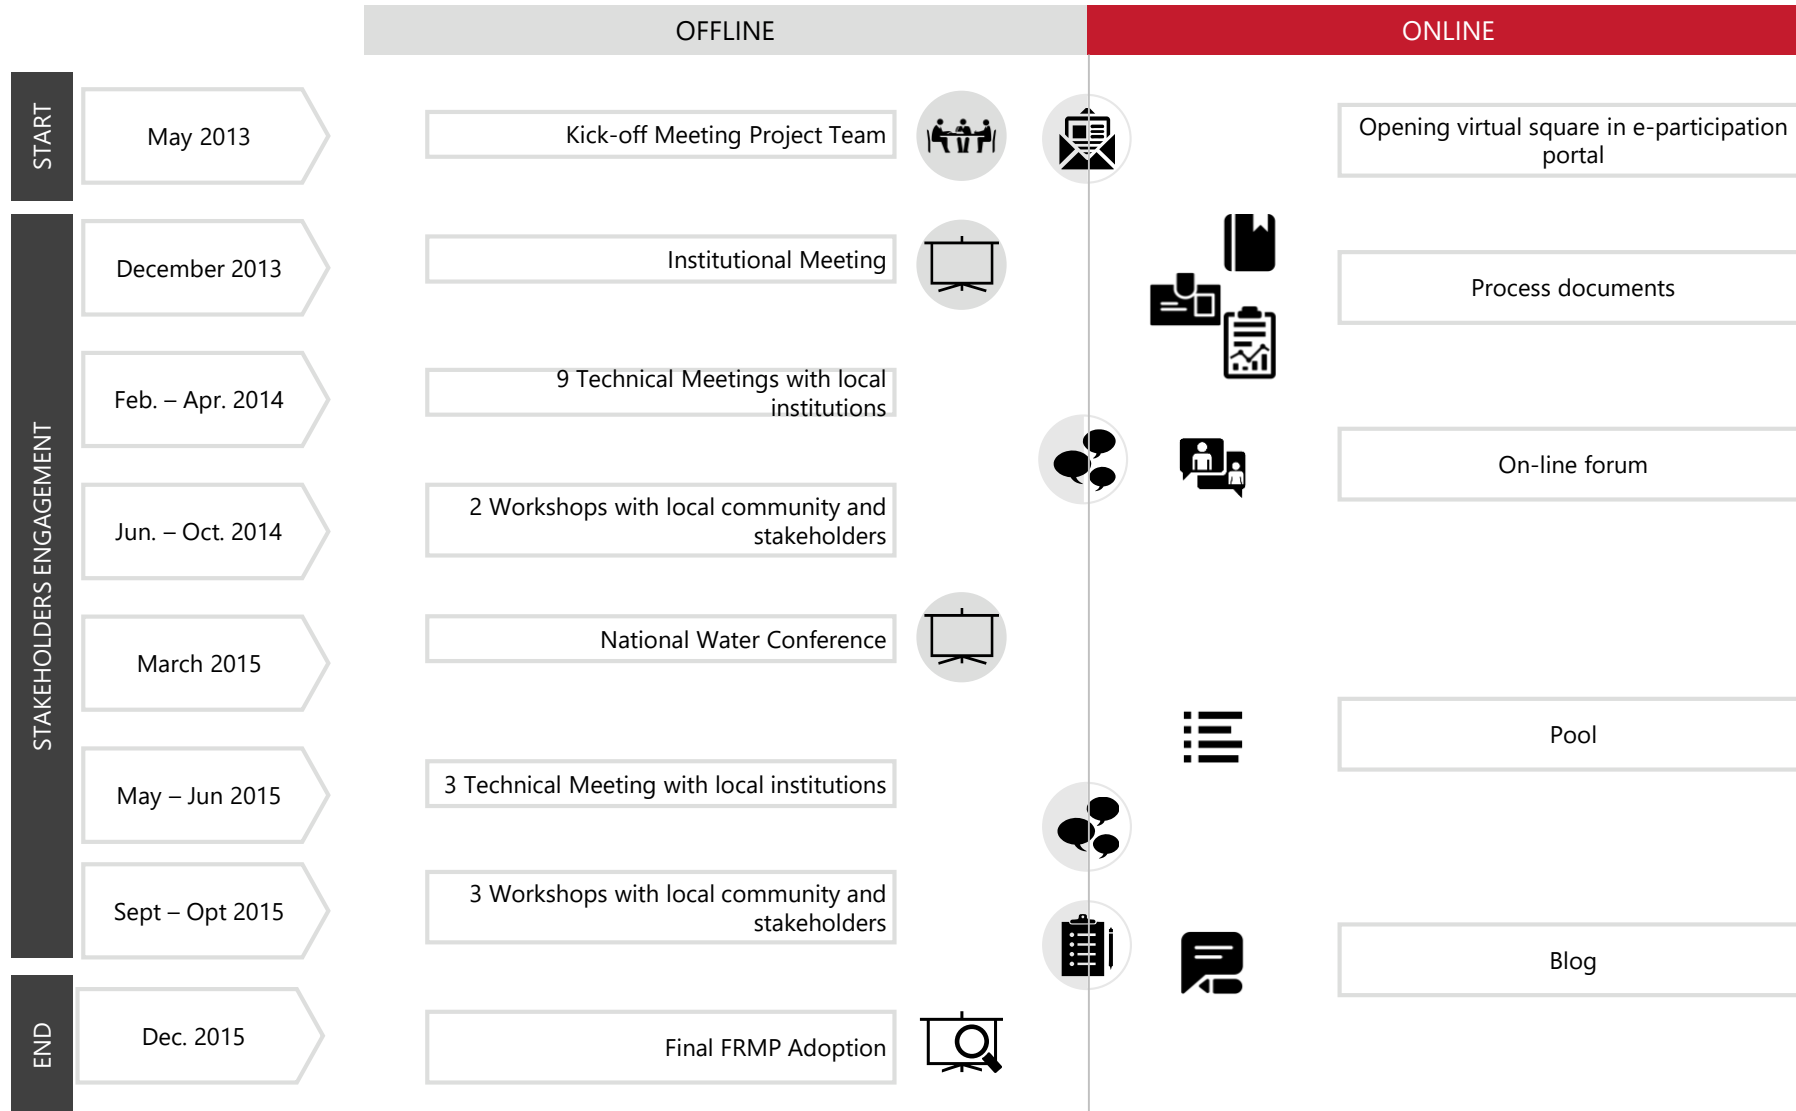 OFFLINE
ONLINE
START
May 2013
Kick-off Meeting Project Team
Opening virtual square in e-participation
portal
STAKEHOLDERS ENGAGEMENT
December 2013
Institutional Meeting
Process documents
Feb. – Apr. 2014
9 Technical Meetings with local
institutions
On-line forum
Jun. – Oct. 2014
2 Workshops with local community and
stakeholders
March 2015
National Water Conference
Pool
May – Jun 2015
3 Technical Meeting with local institutions
Sept – Opt 2015
3 Workshops with local community and
stakeholders
Blog
END
Dec. 2015
Final FRMP Adoption